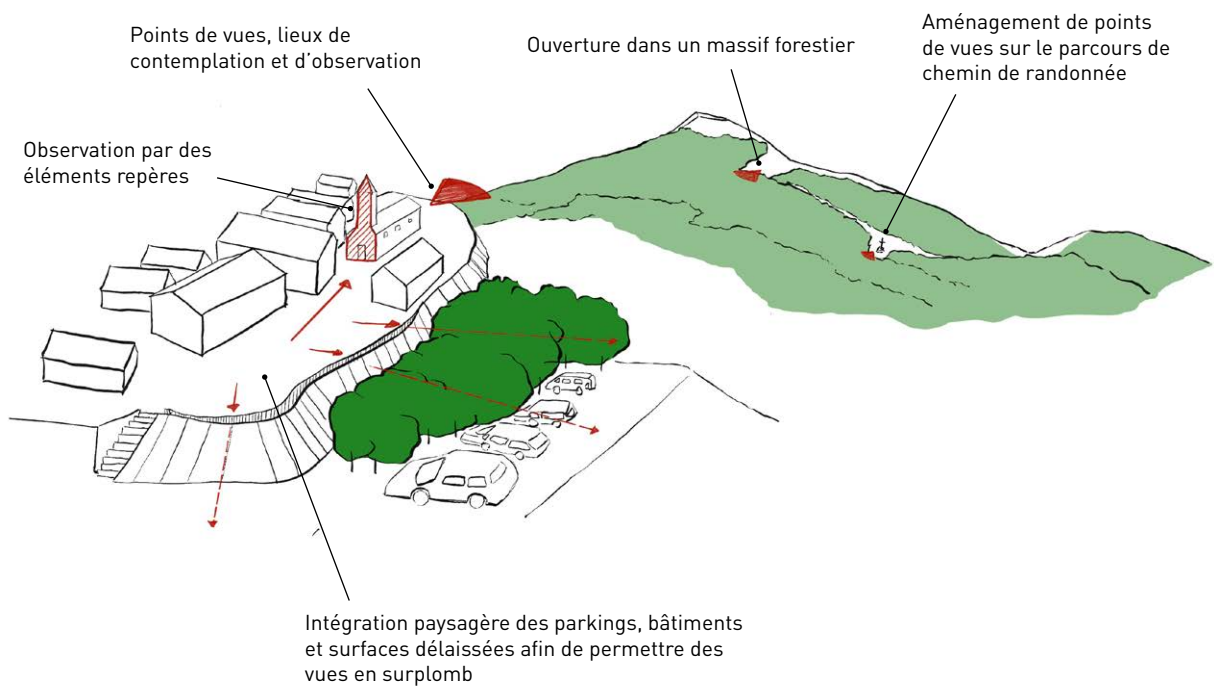 Points de vues, lieux de
contemplation et d'observation
Ouverture dans un massif forestier
Aménagement de points
de vues sur le parcours de
chemin de randonnée
Observation par des
éléments repères
Intégration paysagère des parkings, bâtiments
et surfaces délaissées afin de permettre des
vues en surplomb